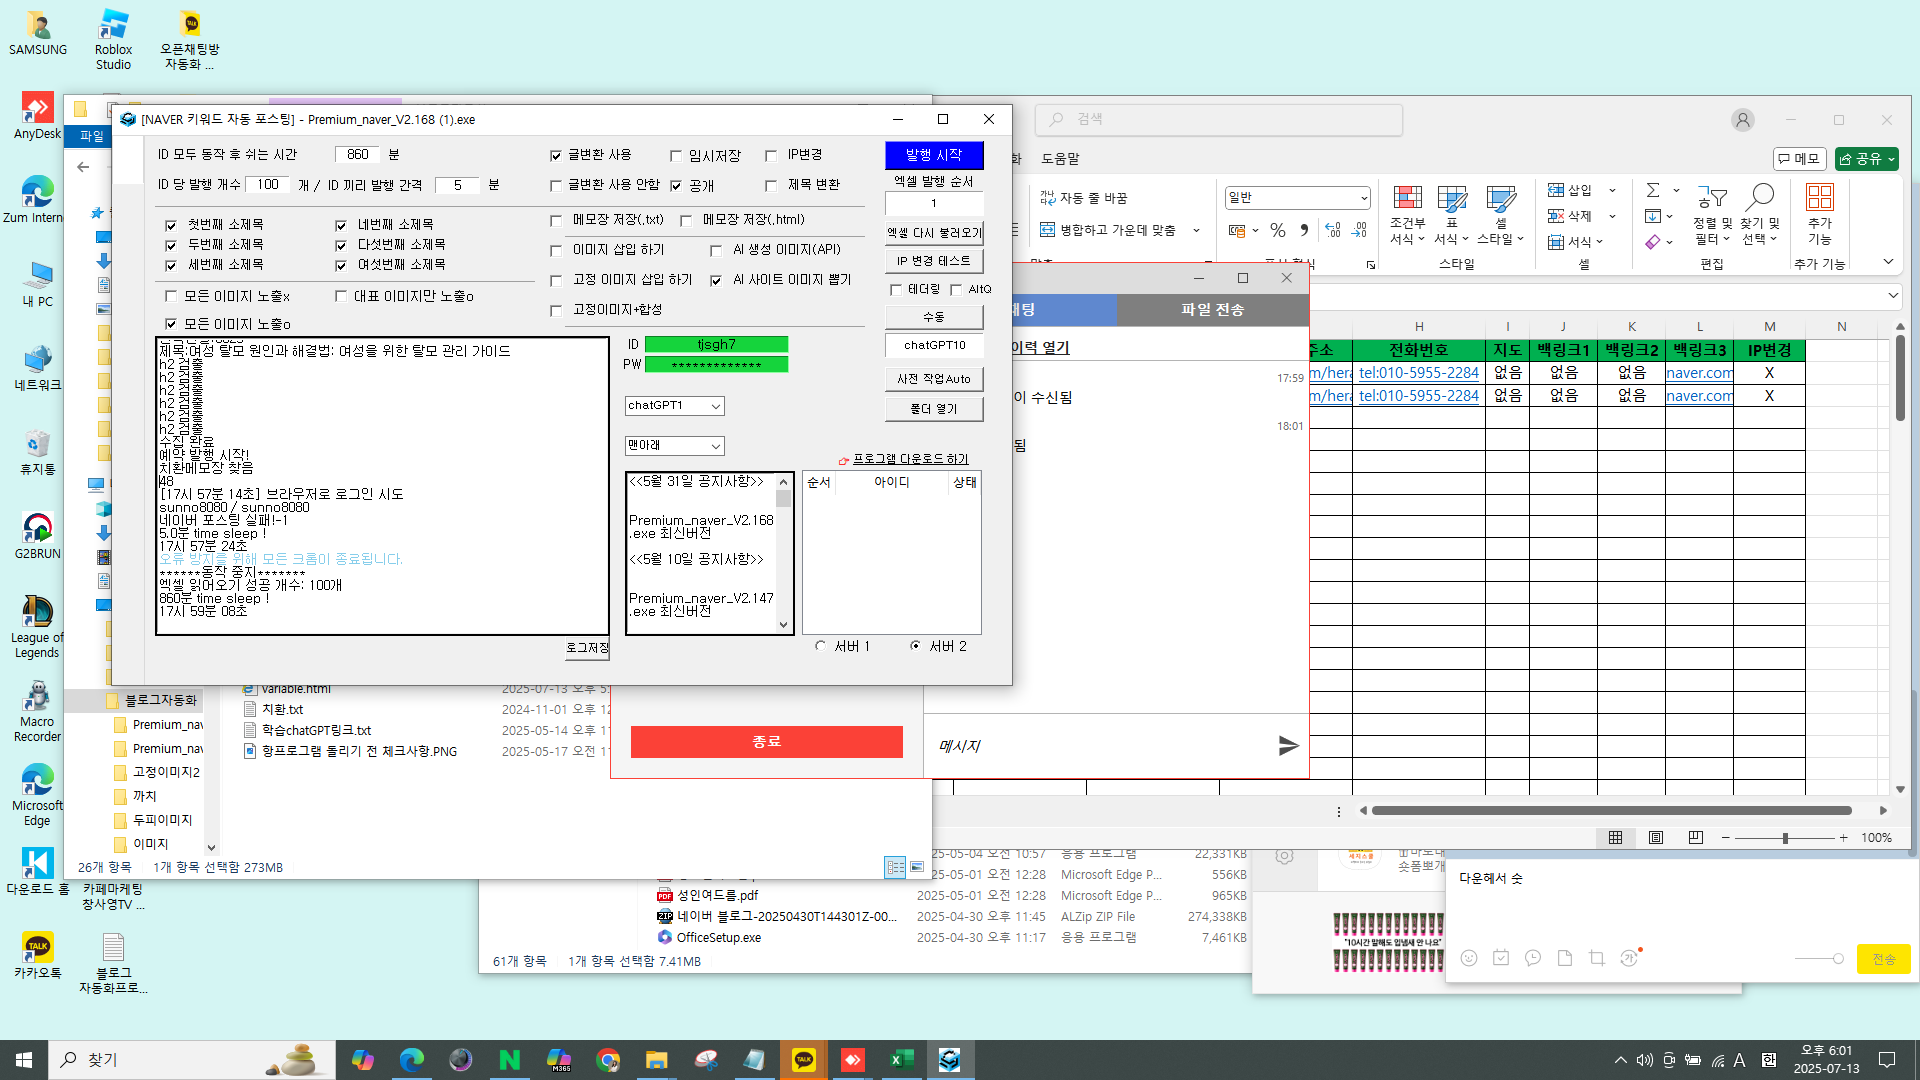 SAMSUNG
Roblox Studio
오픈채팅방 자동화 ...
AnyDesk
Zum Intern
내 PC
네트워크
휴지통
G2BRUN
League of Legends
Macro Recorder
Microsoft Edge
다운로드 홈
카페마케팅 창사영TV ...
카카오톡
블로그 자동화프로...
파일
[NAVER 키워드 자동 포스팅] - Premium_naver_V2.168 (1).exe
ID 모두 동작 후 쉬는 시간 860 분
ID 당 발행 개수 100 개 / ID 끼리 발행 간격 5 분
글변환 사용
임시저장
IP변경
글변환 사용 안함
공개
제목 변환
첫번째 소제목
네번째 소제목
두번째 소제목
다섯번째 소제목
세번째 소제목
여섯번째 소제목
모든 이미지 노출x
대표 이미지만 노출o
모든 이미지 노출o
메모장 저장(.txt)
메모장 저장(.html)
이미지 삽입 하기
AI 생성 이미지(API)
고정 이미지 삽입 하기
AI 사이트 이미지 뽑기
고정이미지+합성
발행 시작
엑셀 발행 순서
1
엑셀 다시 불러오기
IP 변경 테스트
테더링
AltQ
수동
chatGPT10
사전 작업Auto
폴더 열기
제목:여성 탈모 원인과 해결법: 여성을 위한 탈모 관리 가이드
h2 검출
h2 검출
h2 검출
h2 검출
h2 검출
h2 검출
수집 완료
예약 발행 시작!
치환메모장 찾음
48
[17시 57분 14초] 브라우저로 로그인 시도
sunno8080 / sunno8080
네이버 포스팅 실패!-1
5.0분 time sleep !
17시 57분 24초
오류 방지를 위해 모든 크롬이 종료됩니다.
******동작 중지*******
엑셀 읽어오기 성공 개수: 100개
860분 time sleep !
17시 59분 08초
로그저장
ID tjsgh7
PW *************
chatGPT1
맨아래
프로그램 다운로드 하기
<<5월 31일 공지사항>>
Premium_naver_V2.168
.exe 최신버전
<<5월 10일 공지사항>>
Premium_naver_V2.147
.exe 최신버전
순서 아이디 상태
서버 1
서버 2
블로그자동화
Premium_nav
Premium_nav
고정이미지2
까치
두피이미지
이미지
variable.html 2025-07-13 오후 5:
치환.txt 2024-11-01 오후 12
학습chatGPT링크.txt 2025-05-14 오후 1
항프로그램 돌리기 전 체크사항.PNG 2025-05-17 오전 1
26개 항목 1개 항목 선택함 273MB
종료
채팅
파일 전송
이력 열기
17:59
이 수신됨
18:01
됨
메시지
검색
도움말
메모
공유
자동 줄 바꿈
병합하고 가운데 맞춤
맞춤
일반
표시 형식
조건부 서식
표 서식
셀 스타일
스타일
삽입
삭제
서식
셀
정렬 및 필터
찾기 및 선택
편집
추가 기능
추가 기능
H I J K L M N
주소 전화번호 지도 백링크1 백링크2 백링크3 IP변경
m/hera tel:010-5955-2284 없음 없음 없음 naver.com X
m/hera tel:010-5955-2284 없음 없음 없음 naver.com X
100%
25-05-04 오전 10:57 응용 프로그램 22,331KB
2025-05-01 오전 12:28 Microsoft Edge P... 556KB
성인여드름.pdf 2025-05-01 오전 12:28 Microsoft Edge P... 965KB
네이버 블로그-20250430T144301Z-00... 2025-04-30 오후 11:45 ALZip ZIP File 274,338KB
OfficeSetup.exe 2025-04-30 오후 11:17 응용 프로그램 7,461KB
61개 항목 1개 항목 선택함 7.41MB
숏폼뽀개
"10시간 말해도 입냄새 안 나요"
다운헤서 숏
전송
찾기
오후 6:01
2025-07-13